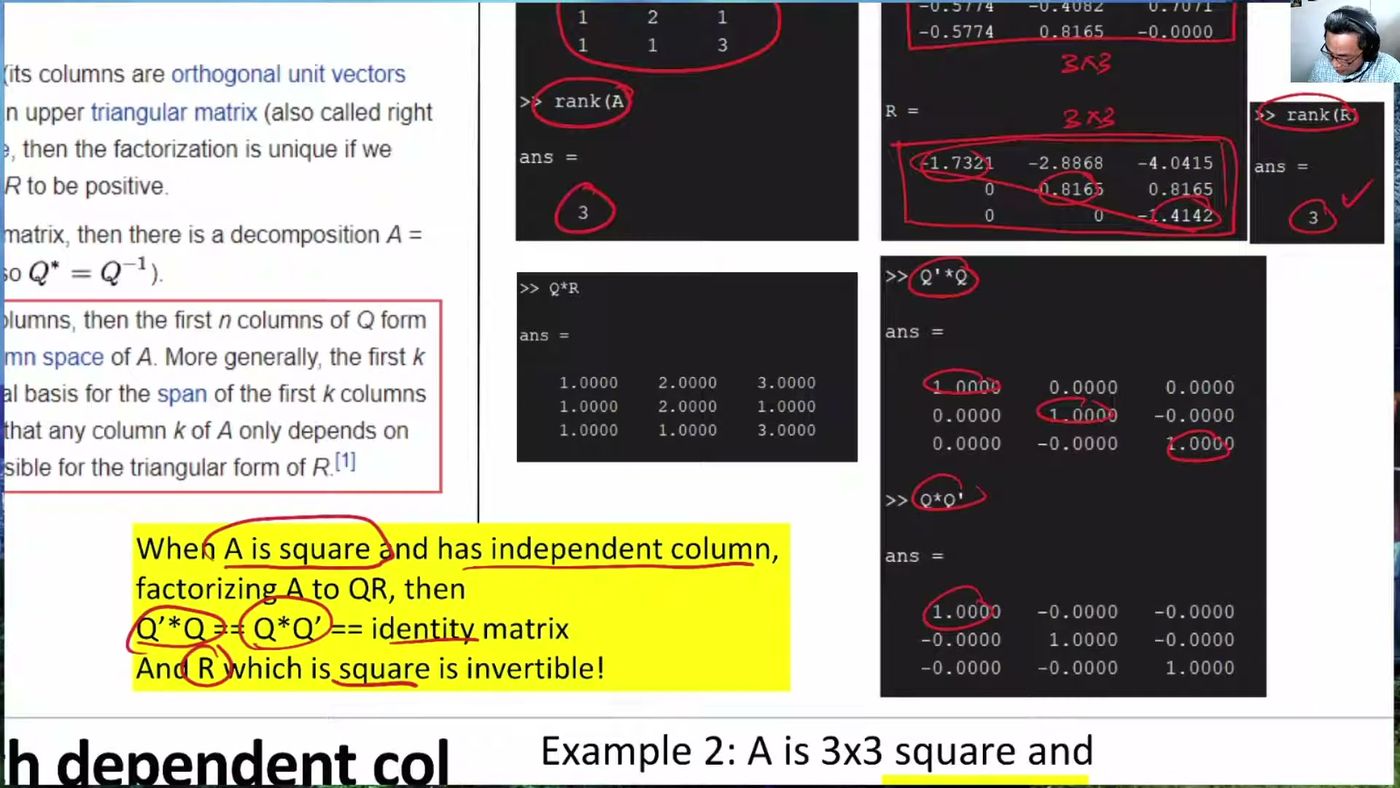 (its columns are orthogonal unit vectors
n upper triangular matrix (also called right
e, then the factorization is unique if we
R to be positive.
matrix, then there is a decomposition A =
so Q* = Q⁻¹).
olumns, then the first n columns of Q form
mn space of A. More generally, the first k
al basis for the span of the first k columns
that any column k of A only depends on
sible for the triangular form of R.[1]
1 2 1
1 1 3
>> rank(A
ans =
3
>> Q*R
ans =
1.0000 2.0000 3.0000
1.0000 2.0000 1.0000
1.0000 1.0000 3.0000
-0.5774 -0.4082 0.7071
-0.5774 0.8165 -0.0000
3×3
R =
3×3
-1.7321 -2.8868 -4.0415
0 -0.8165 0.8165
0 0 -1.4142
>> rank(R)
ans =
3
>> Q'*Q
ans =
1.0000 0.0000 0.0000
0.0000 1.0000 -0.0000
0.0000 -0.0000 1.0000
>> Q*Q'
ans =
1.0000 -0.0000 -0.0000
-0.0000 1.0000 -0.0000
-0.0000 -0.0000 1.0000
When A is square and has independent column,
factorizing A to QR, then
Q’*Q == Q*Q’ == identity matrix
And R which is square is invertible!
h dependent col
Example 2: A is 3x3 square and